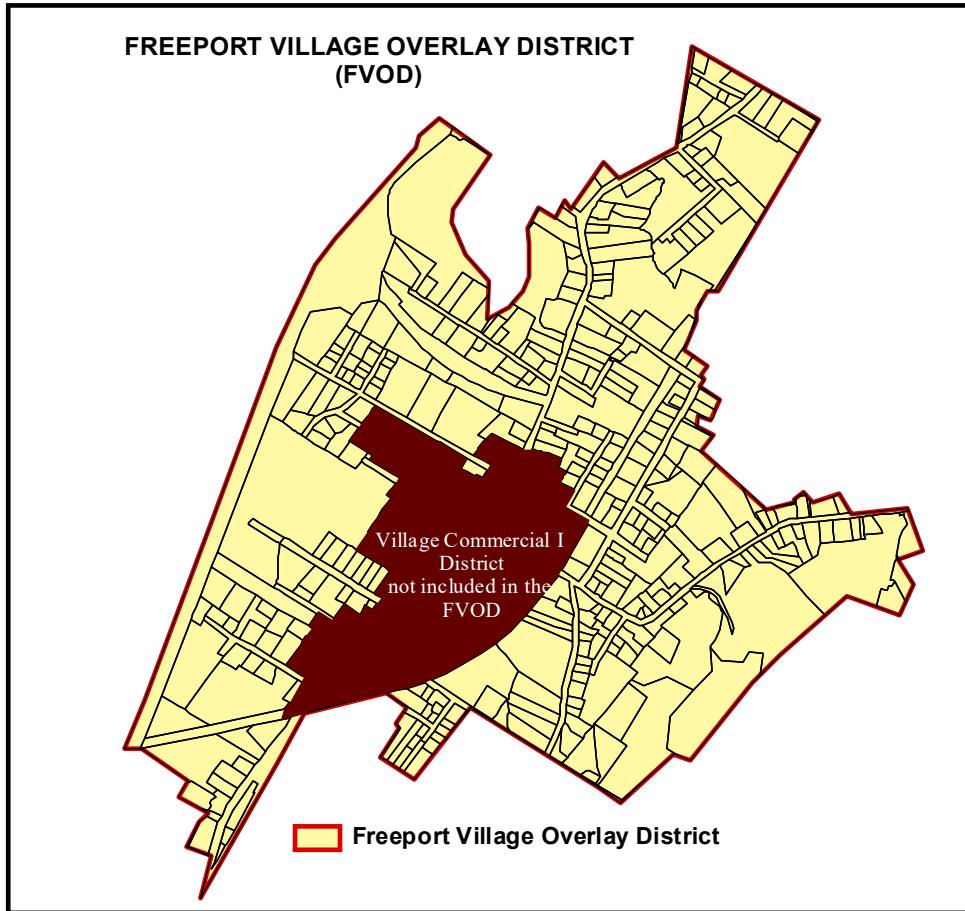 FREEPORT VILLAGE OVERLAY DISTRICT
(FVOD)
Village Commercial I
District
not included in the
FVOD
Freeport Village Overlay District